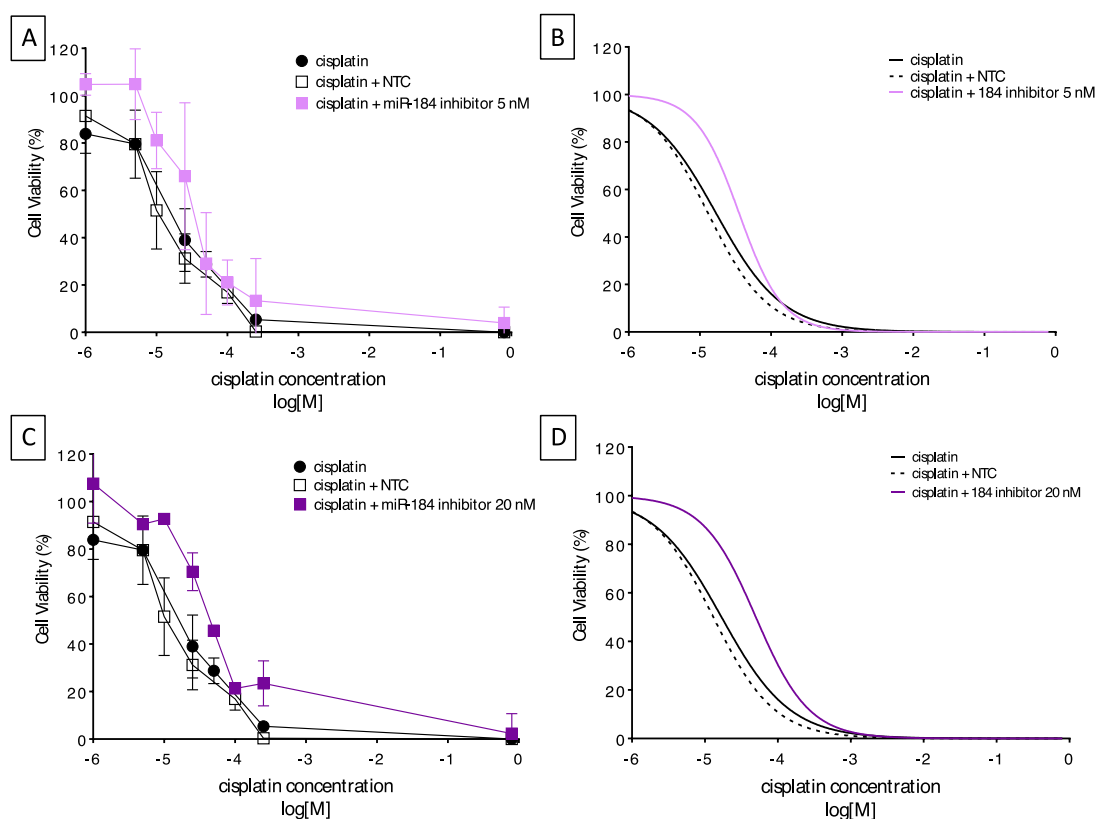 A
120
100
80
60
40
20
0
Cell Viability (%)
-6 -5 -4 -3 -2 -1 0
cisplatin concentration
log[M]
cisplatin
cisplatin + NTC
cisplatin + miR-184 inhibitor 5 nM
B
120
100
80
60
40
20
0
Cell Viability (%)
-6 -5 -4 -3 -2 -1 0
cisplatin concentration
log[M]
cisplatin
cisplatin + NTC
cisplatin + 184 inhibitor 5 nM
C
120
100
80
60
40
20
0
Cell Viability (%)
-6 -5 -4 -3 -2 -1 0
cisplatin concentration
log[M]
cisplatin
cisplatin + NTC
cisplatin + miR-184 inhibitor 20 nM
D
120
100
80
60
40
20
0
Cell Viability (%)
-6 -5 -4 -3 -2 -1 0
cisplatin concentration
log[M]
cisplatin
cisplatin + NTC
cisplatin + 184 inhibitor 20 nM